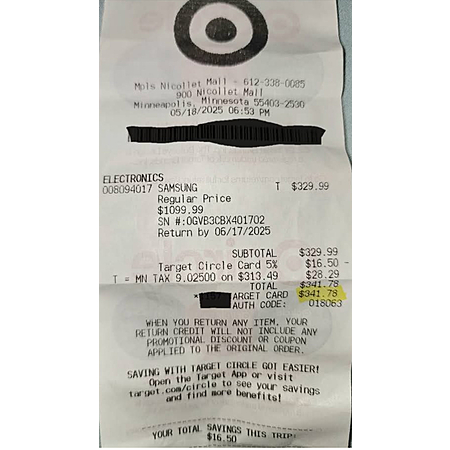 Mpls Nicollet Mall - 612-338-0085
900 Nicollet Mall
Minneapolis, Minnesota 55403-2530
05/18/2025 06:53 PM
ELECTRONICS
008094017 SAMSUNG T $329.99
Regular Price
$1099.99
SN #:0GVB3CBX401702
Return by 06/17/2025
SUBTOTAL $329.99
Target Circle Card 5% $16.50 -
T = MN TAX 9.02500 on $313.49 $28.29
TOTAL $341.78
TARGET CARD $341.78
AUTH CODE: 018063
WHEN YOU RETURN ANY ITEM, YOUR
RETURN CREDIT WILL NOT INCLUDE ANY
PROMOTIONAL DISCOUNT OR COUPON
APPLIED TO THE ORIGINAL ORDER.
SAVING WITH TARGET CIRCLE GOT EASIER!
Open the Target App or visit
target.com/circle to see your savings
and find more benefits!
YOUR TOTAL SAVINGS THIS TRIP:
$16.50